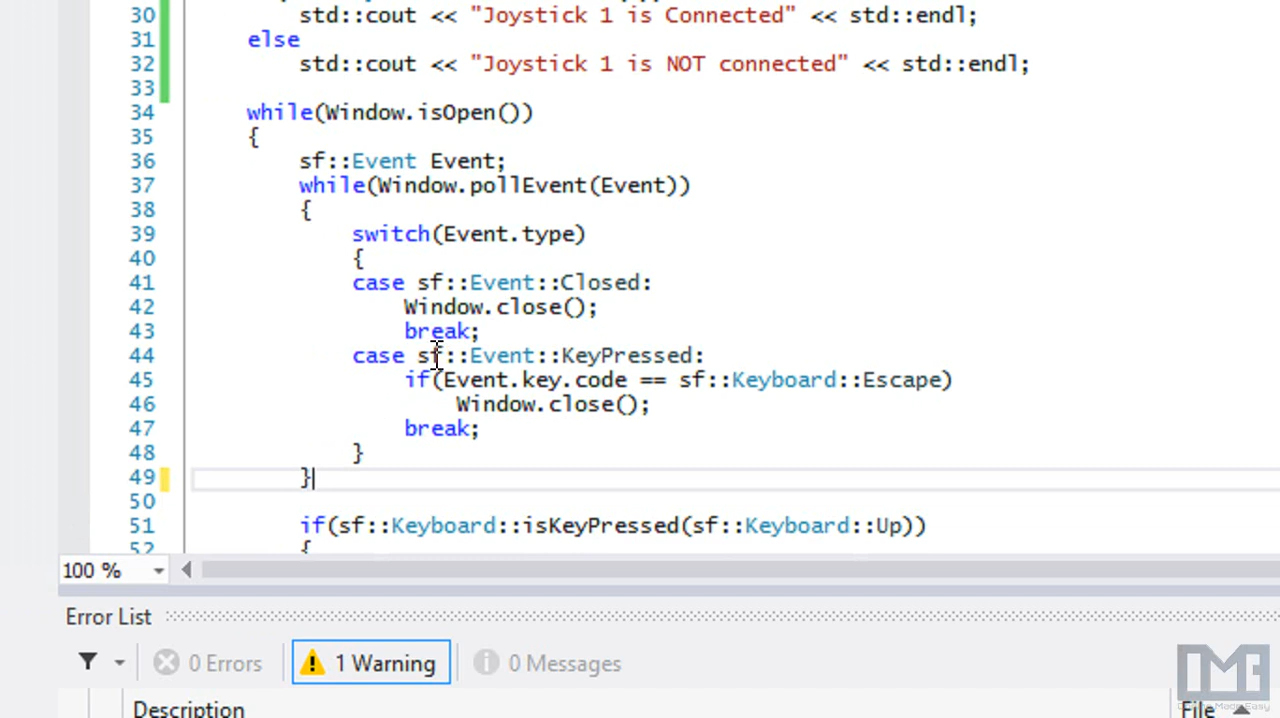 30 std::cout << "Joystick 1 is Connected" << std::endl;
31 else
32 std::cout << "Joystick 1 is NOT connected" << std::endl;
33
34 while(Window.isOpen())
35 {
36 sf::Event Event;
37 while(Window.pollEvent(Event))
38 {
39 switch(Event.type)
40 {
41 case sf::Event::Closed:
42 Window.close();
43 break;
44 case sf::Event::KeyPressed:
45 if(Event.key.code == sf::Keyboard::Escape)
46 Window.close();
47 break;
48 }
49 }
50
51 if(sf::Keyboard::isKeyPressed(sf::Keyboard::Up))
52 {
100 %
Error List
0 Errors 1 Warning 0 Messages
Description File